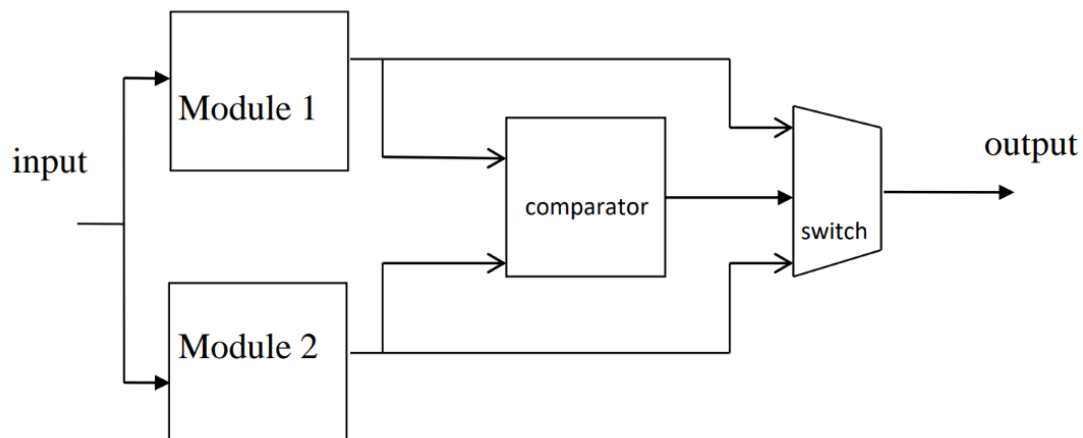 Module 1
input
output
comparator
switch
Module 2